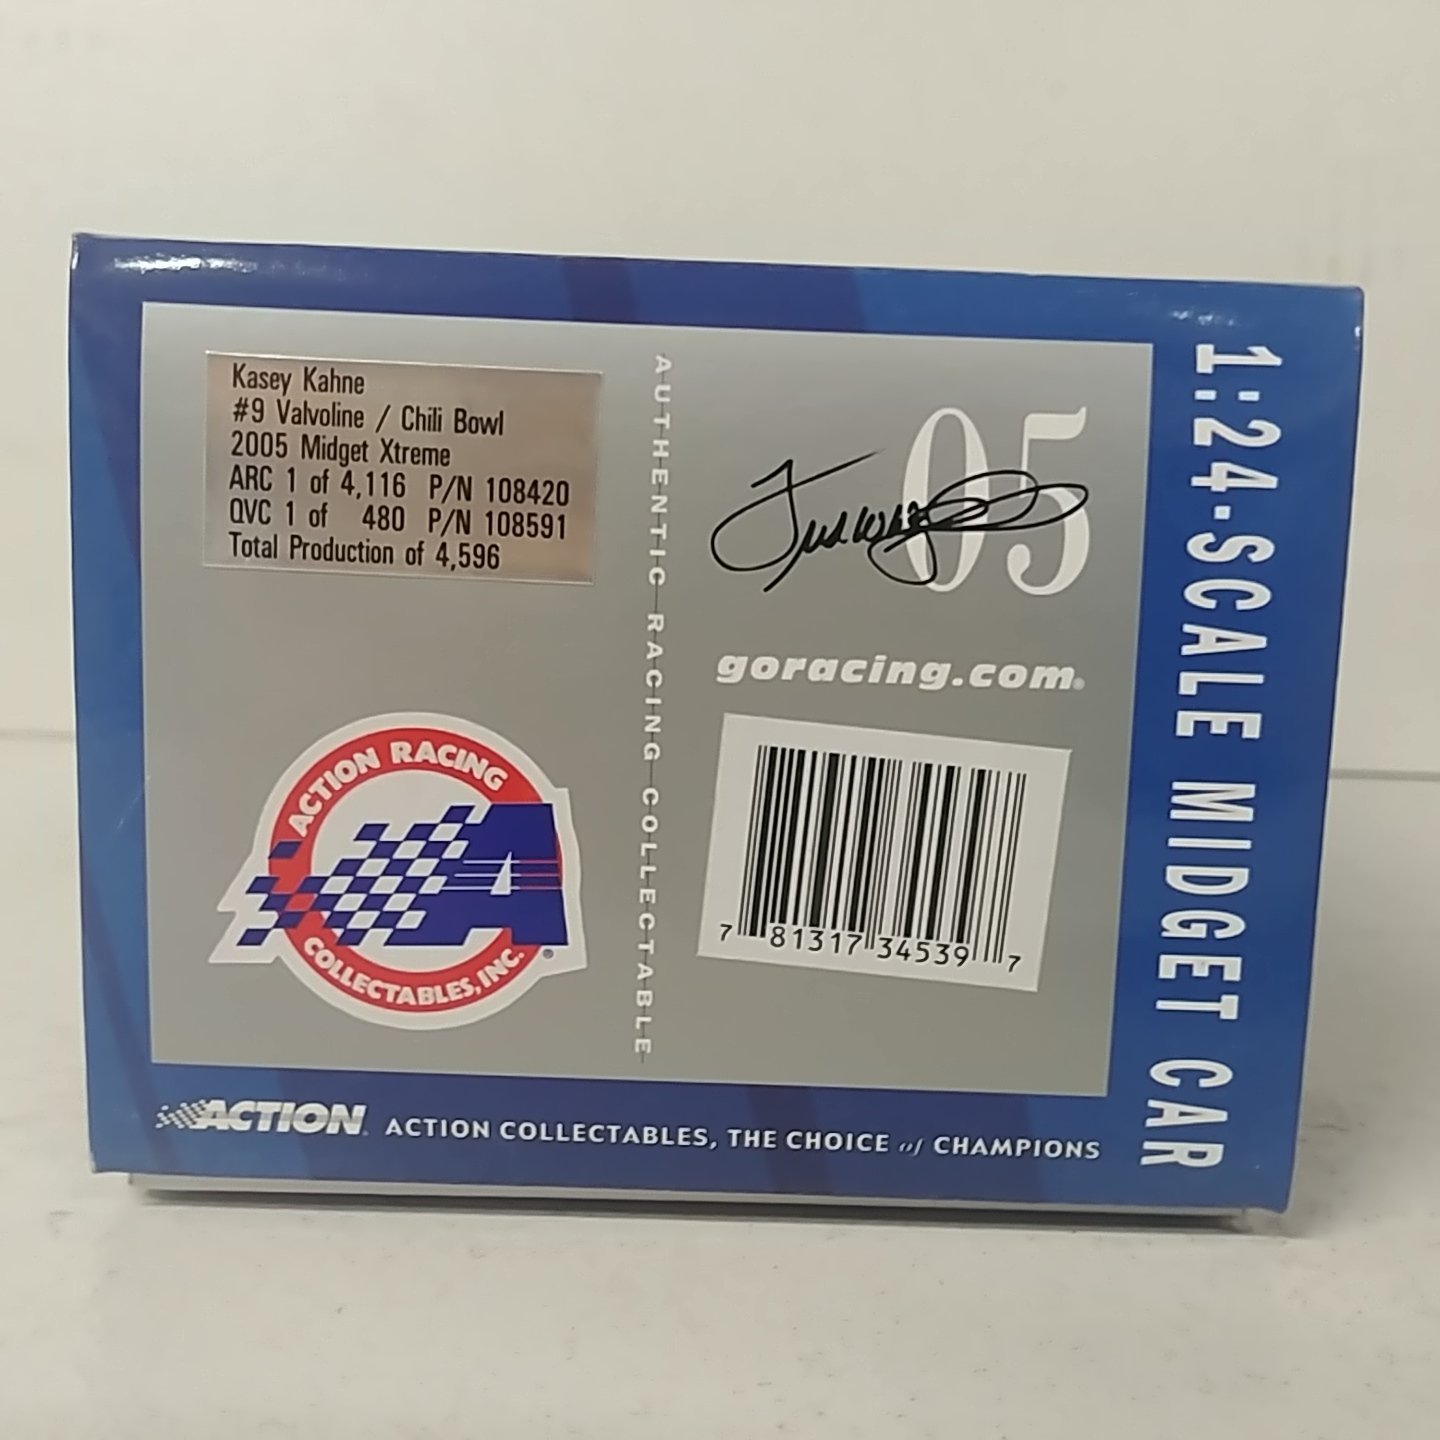 Kasey Kahne
#9 Valvoline / Chili Bowl
2005 Midget Xtreme
ARC 1 of 4,116 P/N 108420
QVC 1 of 480 P/N 108591
Total Production of 4,596
AUTHENTIC RACING COLLECTABLE
05
goracing.com®
7 81317 34539 7
ACTION RACING
COLLECTABLES, INC.
A
ACTION
ACTION COLLECTABLES, THE CHOICE of CHAMPIONS
1:24-SCALE MIDGET CAR